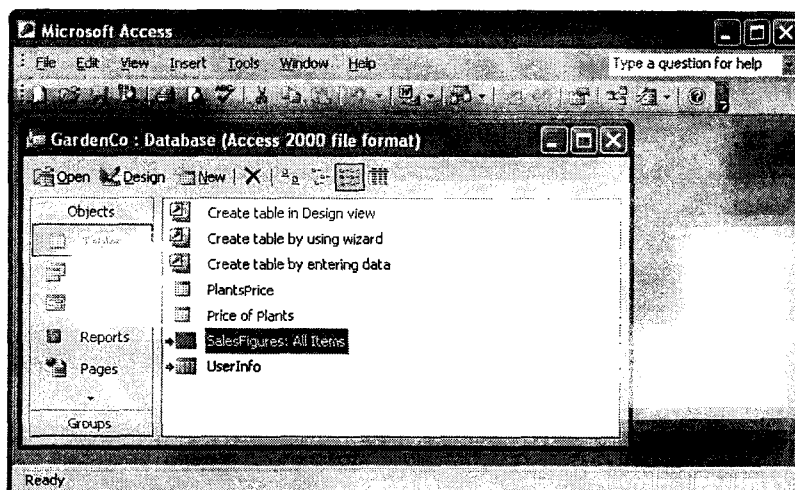 Microsoft Access
File Edit View Insert Tools Window Help Type a question for help
GardenCo : Database (Access 2000 file format)
Open Design New
Objects
Create table in Design view
Create table by using wizard
Create table by entering data
PlantsPrice
Price of Plants
Reports
SalesFigures: All Items
Pages
UserInfo
Groups
Ready